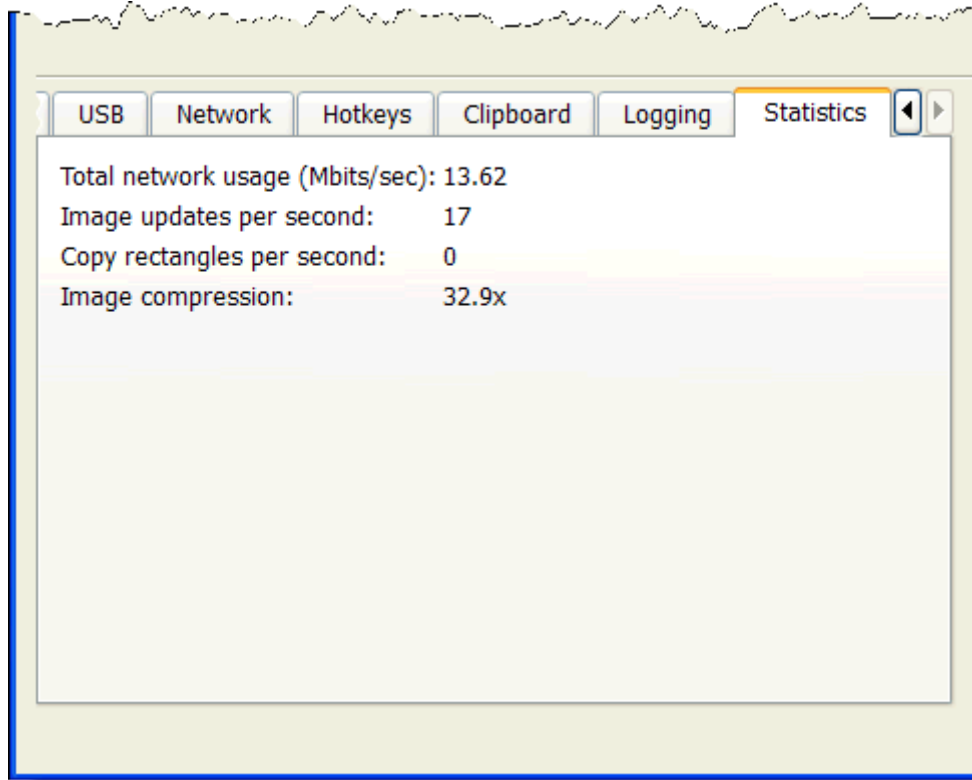 USB Network Hotkeys Clipboard Logging Statistics
Total network usage (Mbits/sec): 13.62
Image updates per second: 17
Copy rectangles per second: 0
Image compression: 32.9x